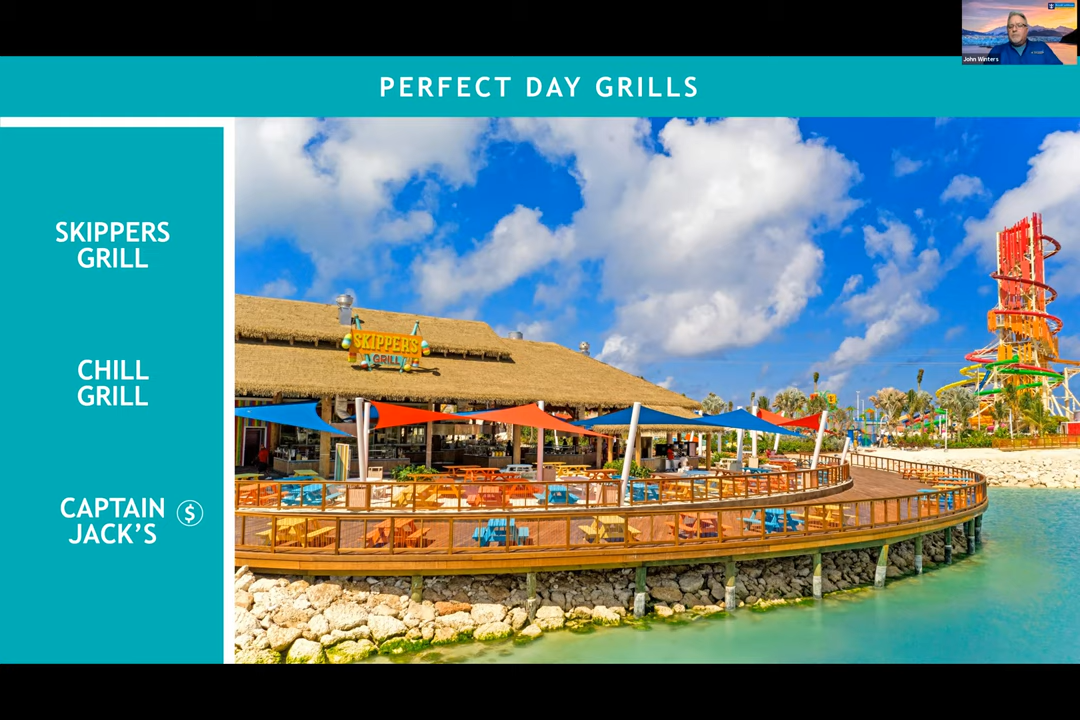 John Winters
PERFECT DAY GRILLS
SKIPPERS
GRILL
CHILL
GRILL
CAPTAIN $
JACK'S
SKIPPERS
GRILL